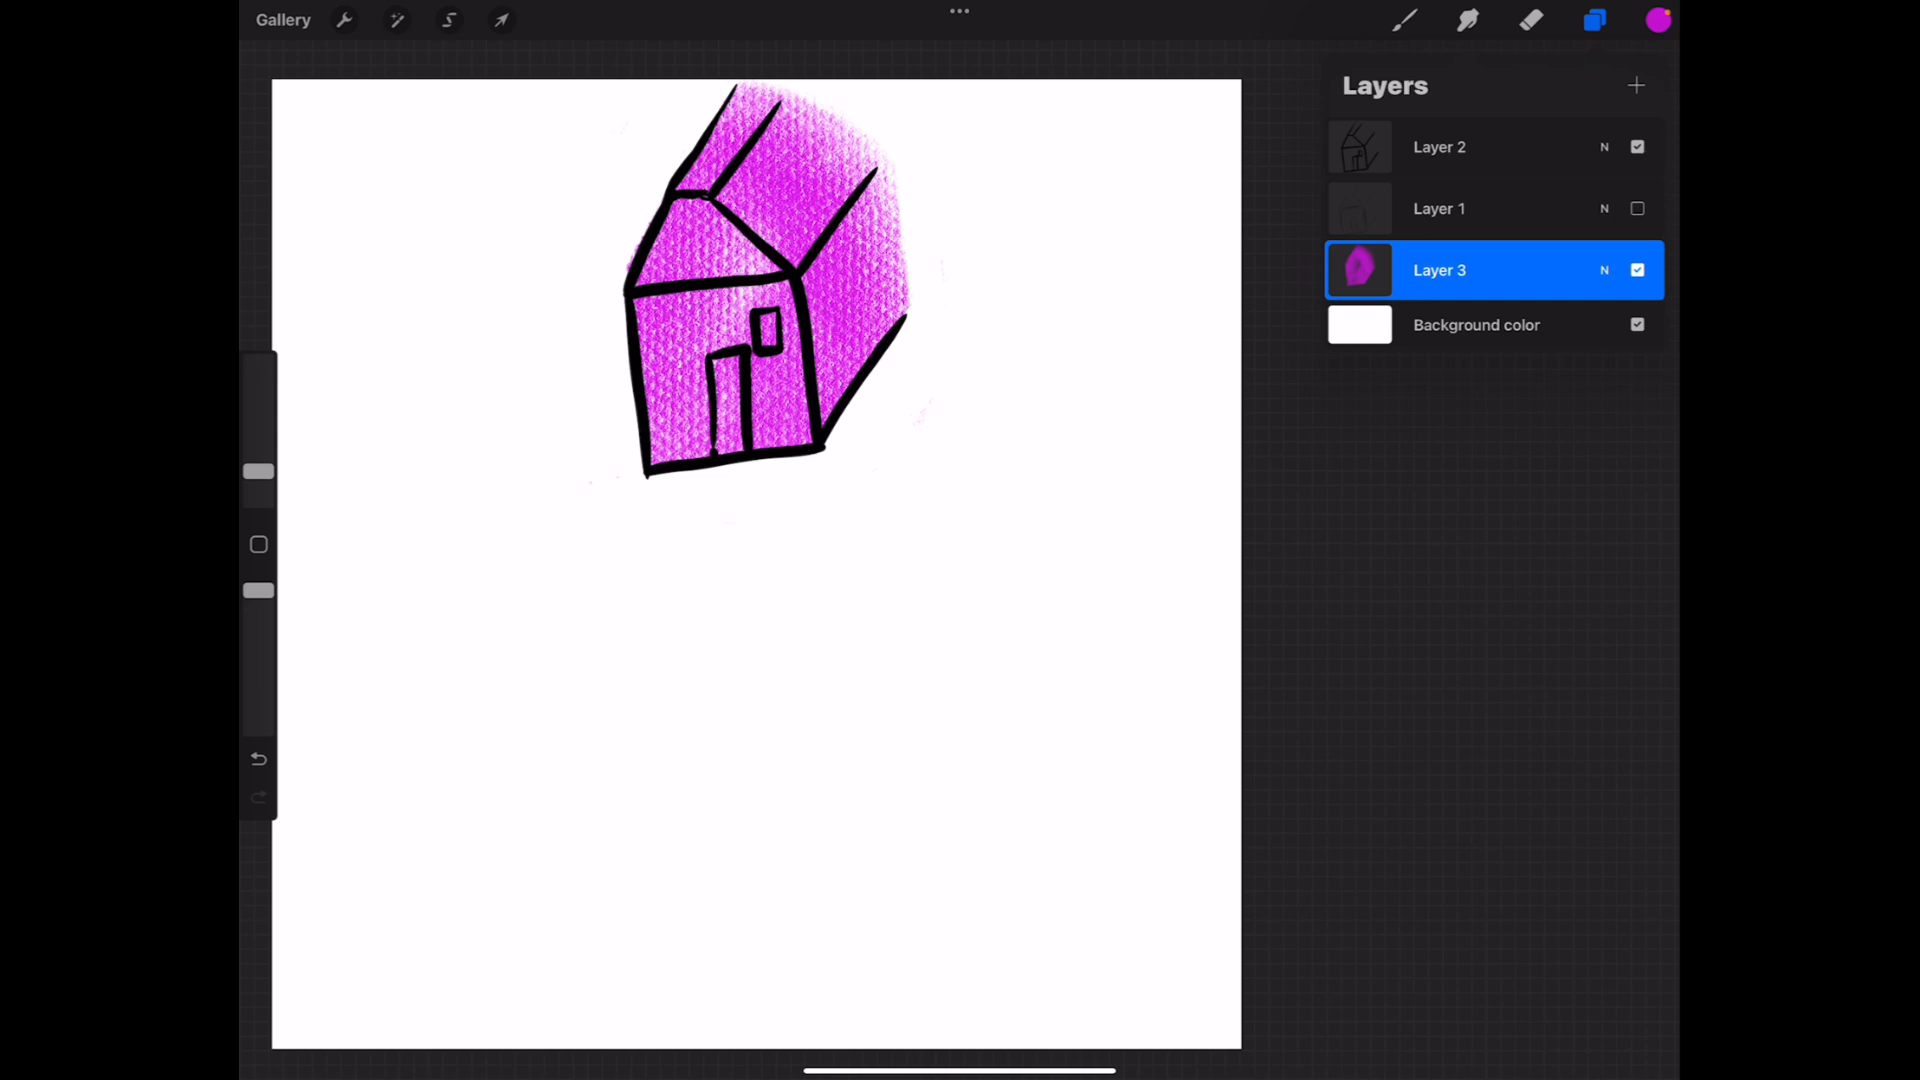 Gallery
Layers
Layer 2 N
Layer 1 N
Layer 3 N
Background color